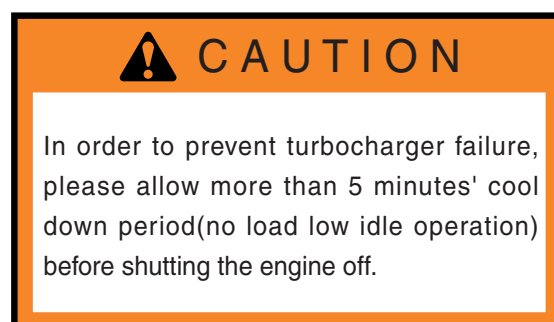 CAUTION
In order to prevent turbocharger failure,
please allow more than 5 minutes' cool
down period(no load low idle operation)
before shutting the engine off.